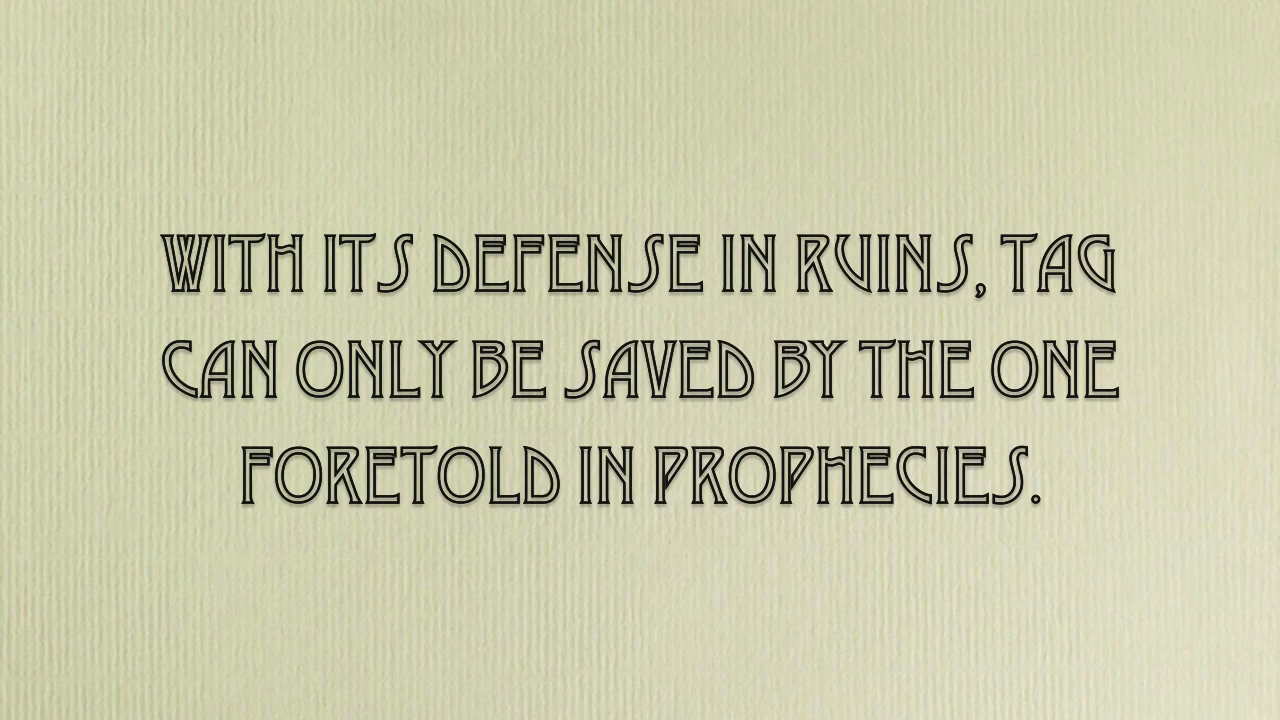 WITH ITS DEFENSE IN RUINS, TAG
CAN ONLY BE SAVED BY THE ONE
FORETOLD IN PROPHECIES.